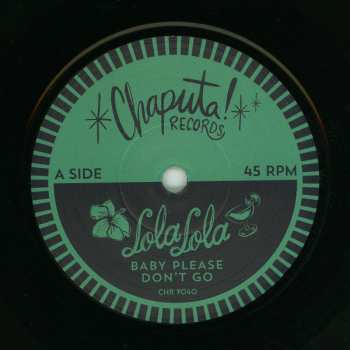 Chaputa!
RECORDS
A SIDE
45 RPM
Lola Lola
BABY PLEASE
DON'T GO
CHR 7040